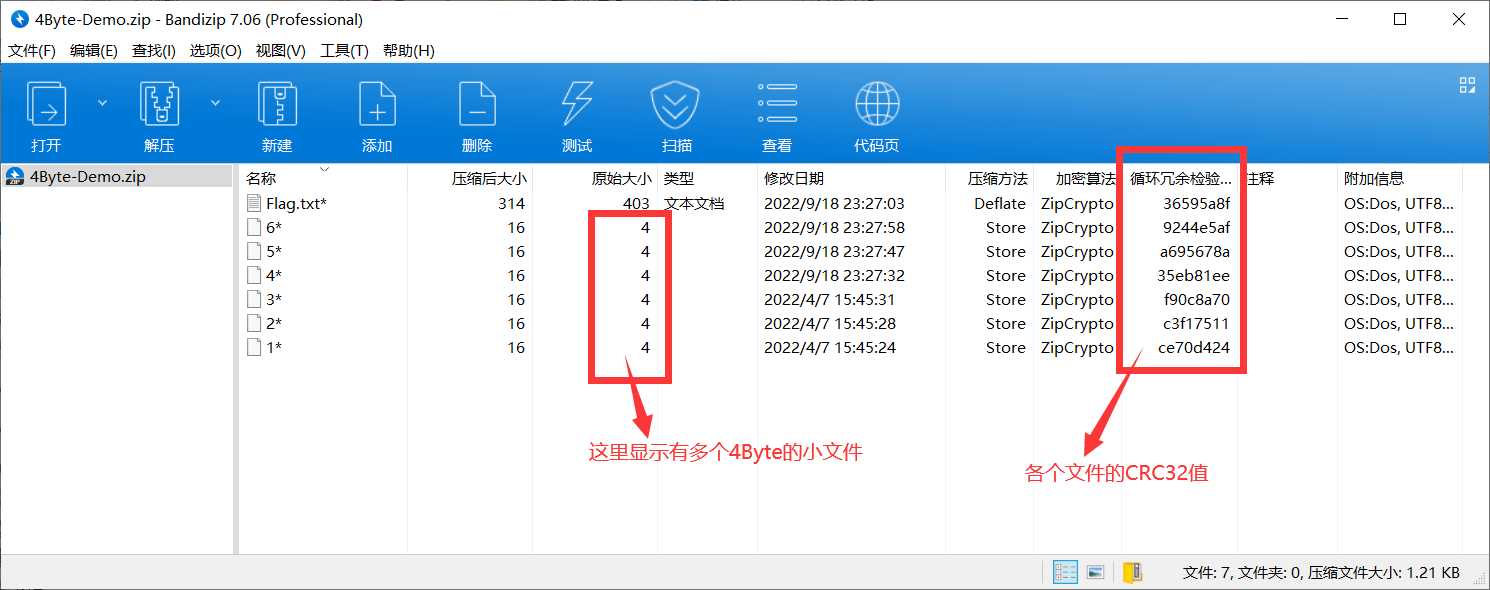 4Byte-Demo.zip - Bandizip 7.06 (Professional)
文件(F) 编辑(E) 查找(I) 选项(O) 视图(V) 工具(T) 帮助(H)
打开 解压 新建 添加 删除 测试 扫描 查看 代码页
4Byte-Demo.zip
名称 压缩后大小 原始大小 类型 修改日期 压缩方法 加密算法 循环冗余检验... 注释 附加信息
Flag.txt* 314 403 文本文档 2022/9/18 23:27:03 Deflate ZipCrypto 36595a8f OS:Dos, UTF8...
6* 16 4 2022/9/18 23:27:58 Store ZipCrypto 9244e5af OS:Dos, UTF8...
5* 16 4 2022/9/18 23:27:47 Store ZipCrypto a695678a OS:Dos, UTF8...
4* 16 4 2022/9/18 23:27:32 Store ZipCrypto 35eb81ee OS:Dos, UTF8...
3* 16 4 2022/4/7 15:45:31 Store ZipCrypto f90c8a70 OS:Dos, UTF8...
2* 16 4 2022/4/7 15:45:28 Store ZipCrypto c3f17511 OS:Dos, UTF8...
1* 16 4 2022/4/7 15:45:24 Store ZipCrypto ce70d424 OS:Dos, UTF8...
这里显示有多个4Byte的小文件
各个文件的CRC32值
文件: 7, 文件夹: 0, 压缩文件大小: 1.21 KB